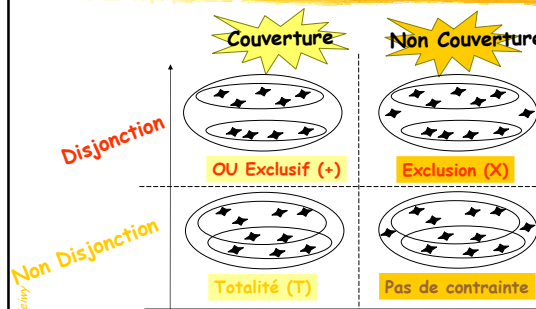 Couverture
Non Couverture
Disjonction
OU Exclusif (+)
Exclusion (X)
Non Disjonction
Totalité (T)
Pas de contrainte